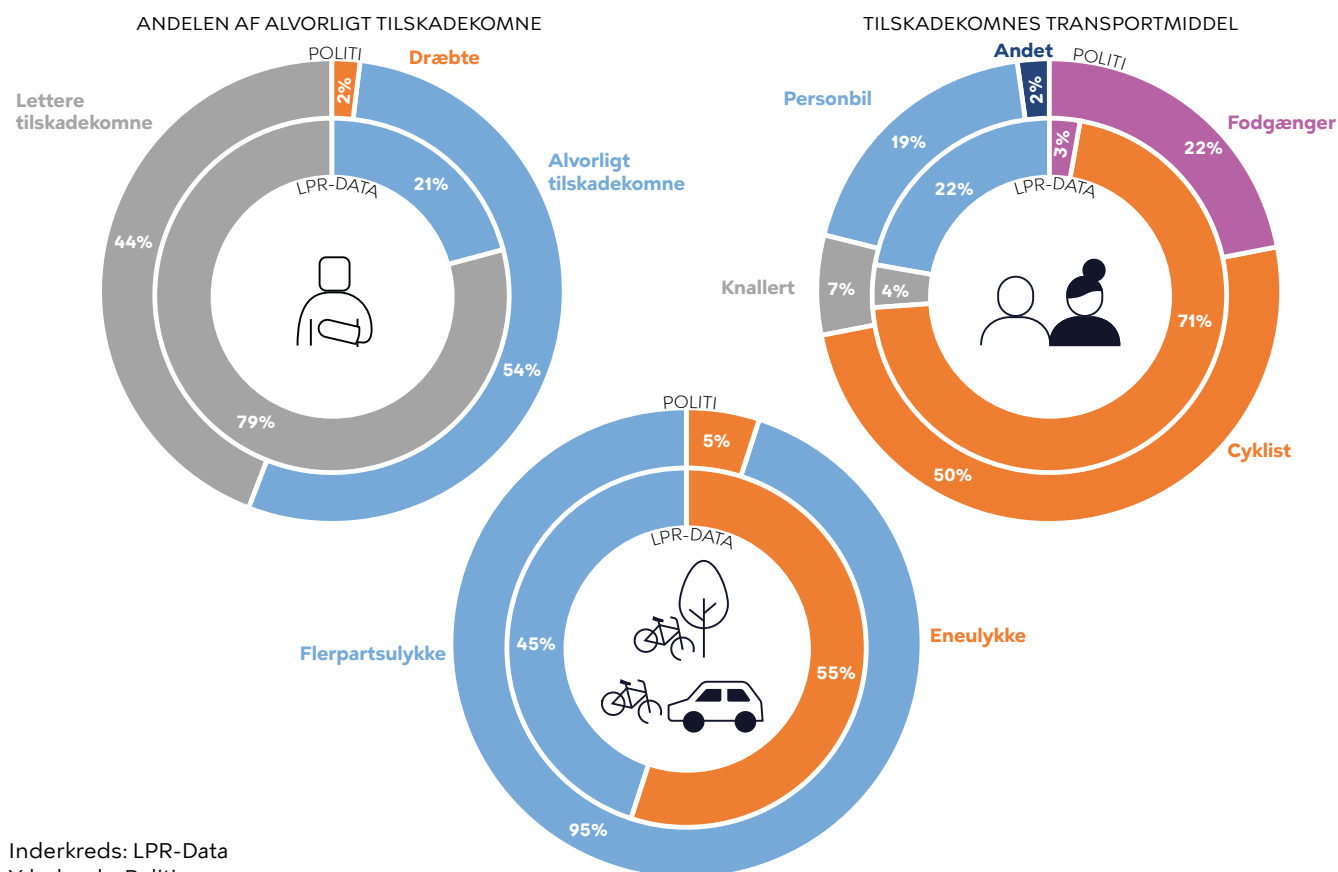 ANDELEN AF ALVORLIGT TILSKADEKOMNE
POLITI
Dræbte
2%
Lettere
tilskadekomne
Alvorligt
tilskadekomne
21%
LPR-DATA
44%
54%
79%
TILSKADEKOMNES TRANSPORTMIDDEL
Andet
POLITI
2%
Personbil
Fodgænger
19%
3%
22%
22%
LPR-DATA
Knallert
7%
4%
71%
Cyklist
50%
POLITI
5%
LPR-DATA
Flerpartsulykke
45%
Eneulykke
55%
95%
Inderkreds: LPR-Data